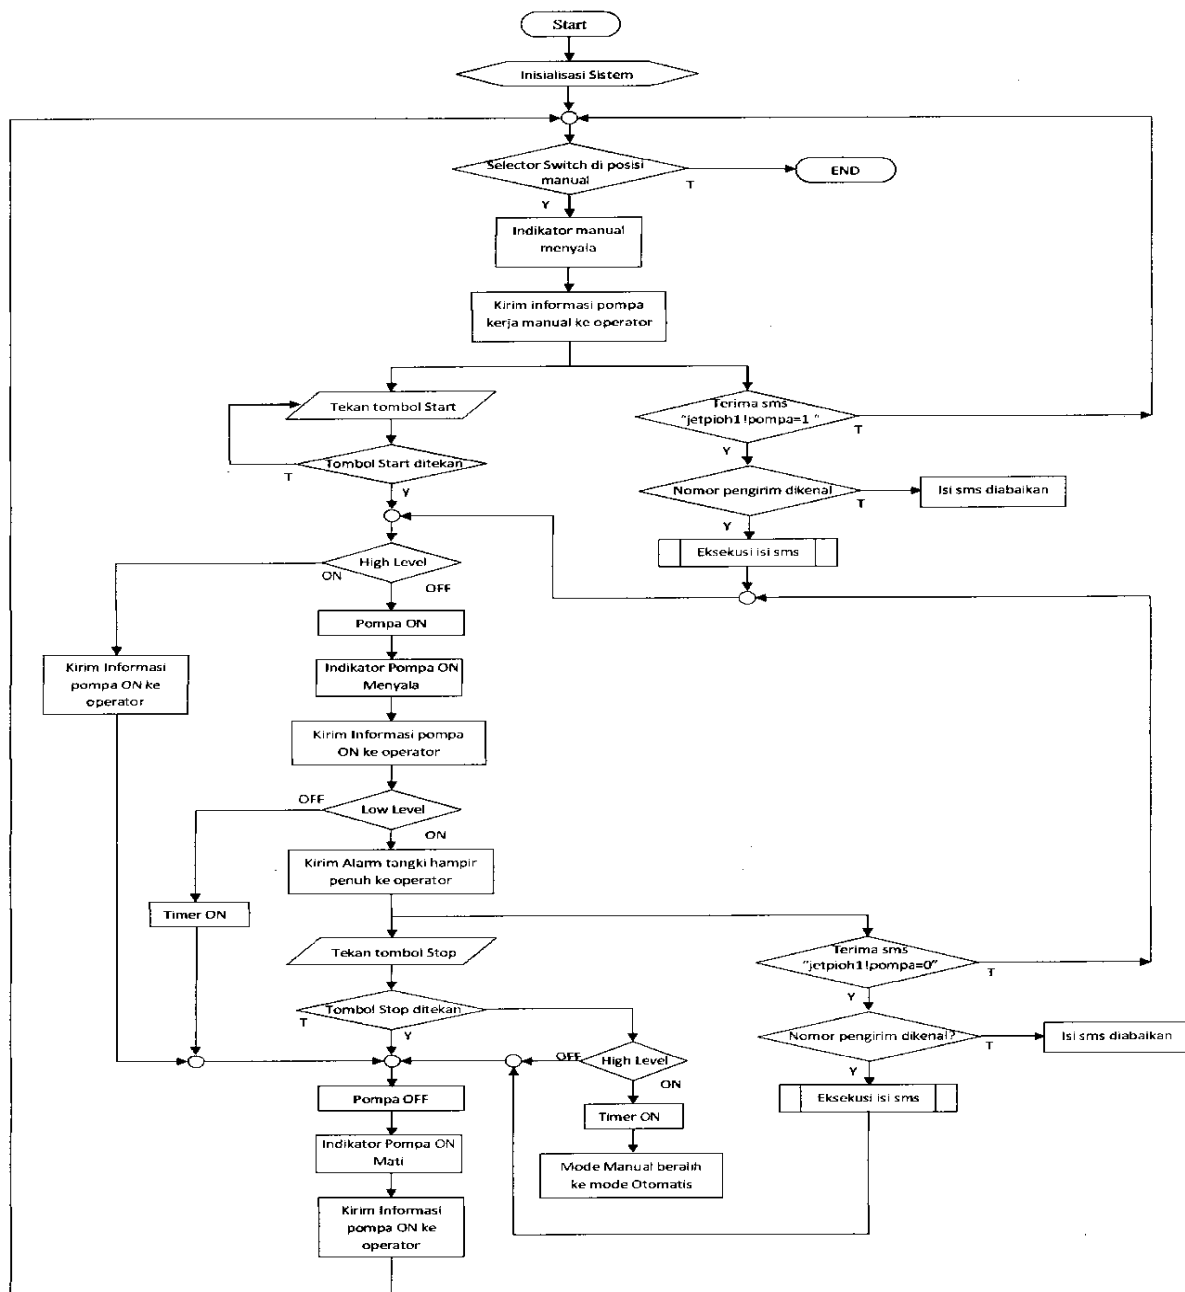 Start
Inisialisasi Sistem
Selector Switch di posisi
manual
T
END
Y
Indikator manual
menyala
Kirim informasi pompa
kerja manual ke operator
Tekan tombol Start
Terima sms
"jetpioh1!pompa=1 "
T
Y
Tombol Start ditekan
T
Y
Nomor pengirim dikenal
T
Isi sms diabaikan
Y
Eksekusi isi sms
High Level
ON
OFF
Pompa ON
Kirim Informasi
pompa ON ke
operator
Indikator Pompa ON
Menyala
Kirim Informasi pompa
ON ke operator
OFF
Low Level
ON
Kirim Alarm tangki hampir
penuh ke operator
Timer ON
Tekan tombol Stop
Terima sms
"jetpioh1!pompa=0"
T
Y
Tombol Stop ditekan
T
Y
Nomor pengirim dikenal?
T
Isi sms diabaikan
Y
OFF
High Level
ON
Pompa OFF
Timer ON
Eksekusi isi sms
Indikator Pompa ON
Mati
Mode Manual beralih
ke mode Otomatis
Kirim Informasi
pompa ON ke
operator